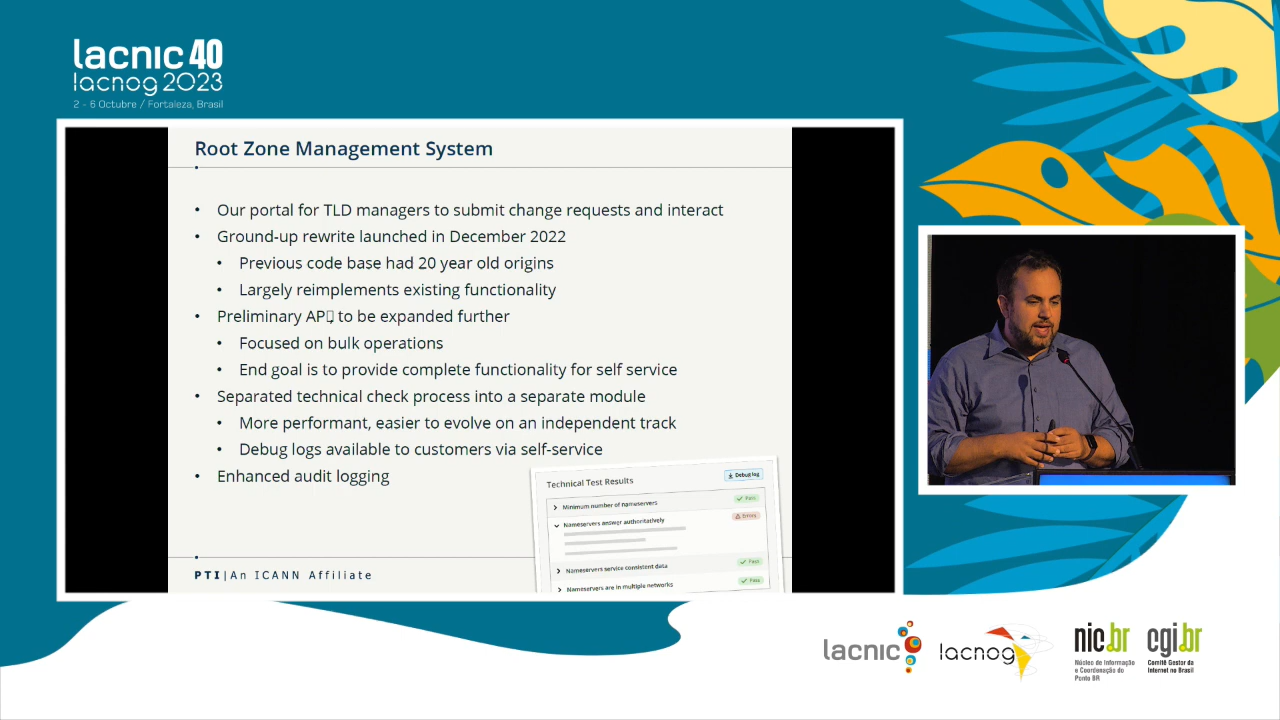 lacnic 40
lacnog 2023
2 - 6 Octubre / Fortaleza, Brasil
Root Zone Management System
• Our portal for TLD managers to submit change requests and interact
• Ground-up rewrite launched in December 2022
• Previous code base had 20 year old origins
• Largely reimplements existing functionality
• Preliminary AP▯, to be expanded further
• Focused on bulk operations
• End goal is to provide complete functionality for self service
• Separated technical check process into a separate module
• More performant, easier to evolve on an independent track
• Debug logs available to customers via self-service
• Enhanced audit logging
Technical Test Results
Debug log
Minimum number of nameservers
Pass
Nameservers answer authoritatively
Errors
Nameservers service consistent data
Pass
Nameservers are in multiple networks
Pass
PTI | An ICANN Affiliate
lacnic
lacnog
nic.br
Núcleo de Informação
e Coordenação do
Ponto BR
cgi.br
Comitê Gestor da
Internet no Brasil